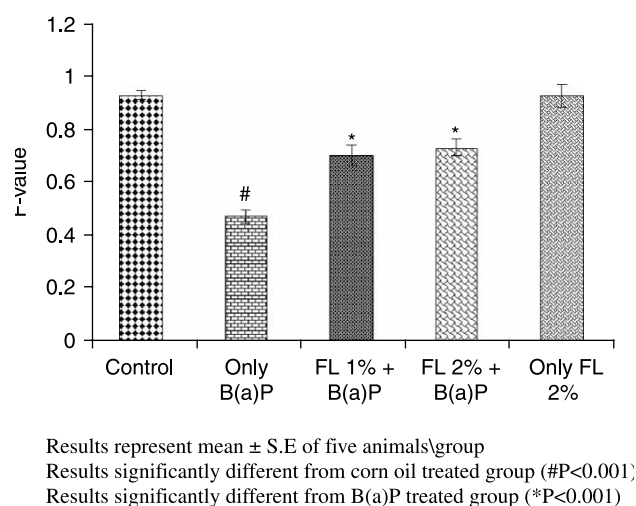 1.2
1
0.8
0.6
0.4
0.2
0
F-value
#
*
*
Control
Only B(a)P
FL 1% + B(a)P
FL 2% + B(a)P
Only FL 2%
Results represent mean ± S.E of five animals\group
Results significantly different from corn oil treated group (#P<0.001)
Results significantly different from B(a)P treated group (*P<0.001)